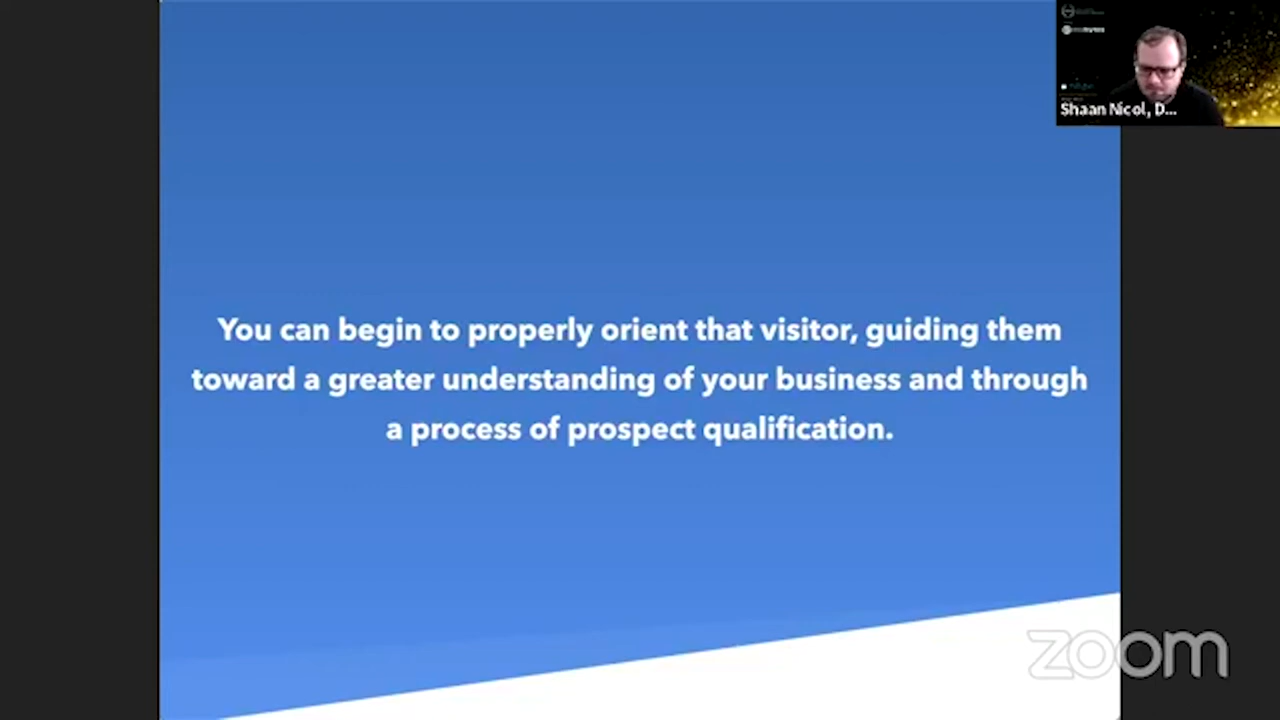 Shaan Nicol, D...
You can begin to properly orient that visitor, guiding them
toward a greater understanding of your business and through
a process of prospect qualification.
zoom